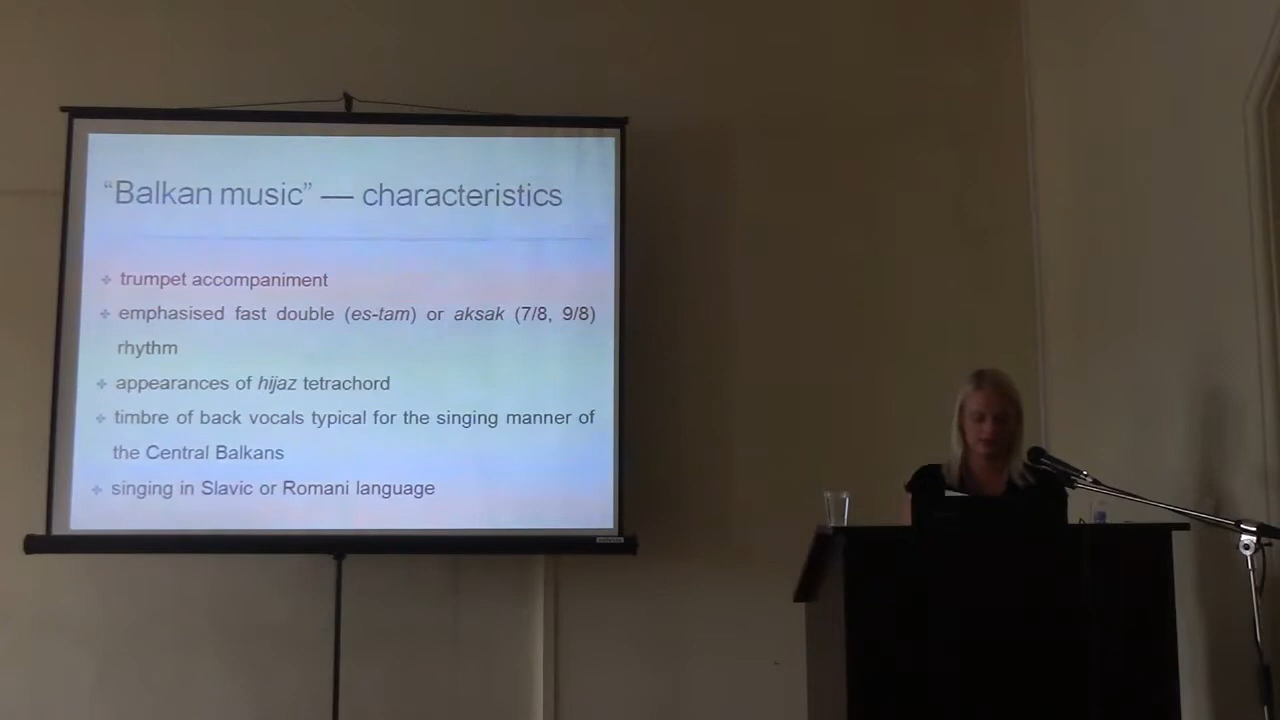 “Balkan music” — characteristics
trumpet accompaniment
emphasised fast double (es-tam) or aksak (7/8, 9/8)
rhythm
appearances of hijaz tetrachord
timbre of back vocals typical for the singing manner of
the Central Balkans
singing in Slavic or Romani language